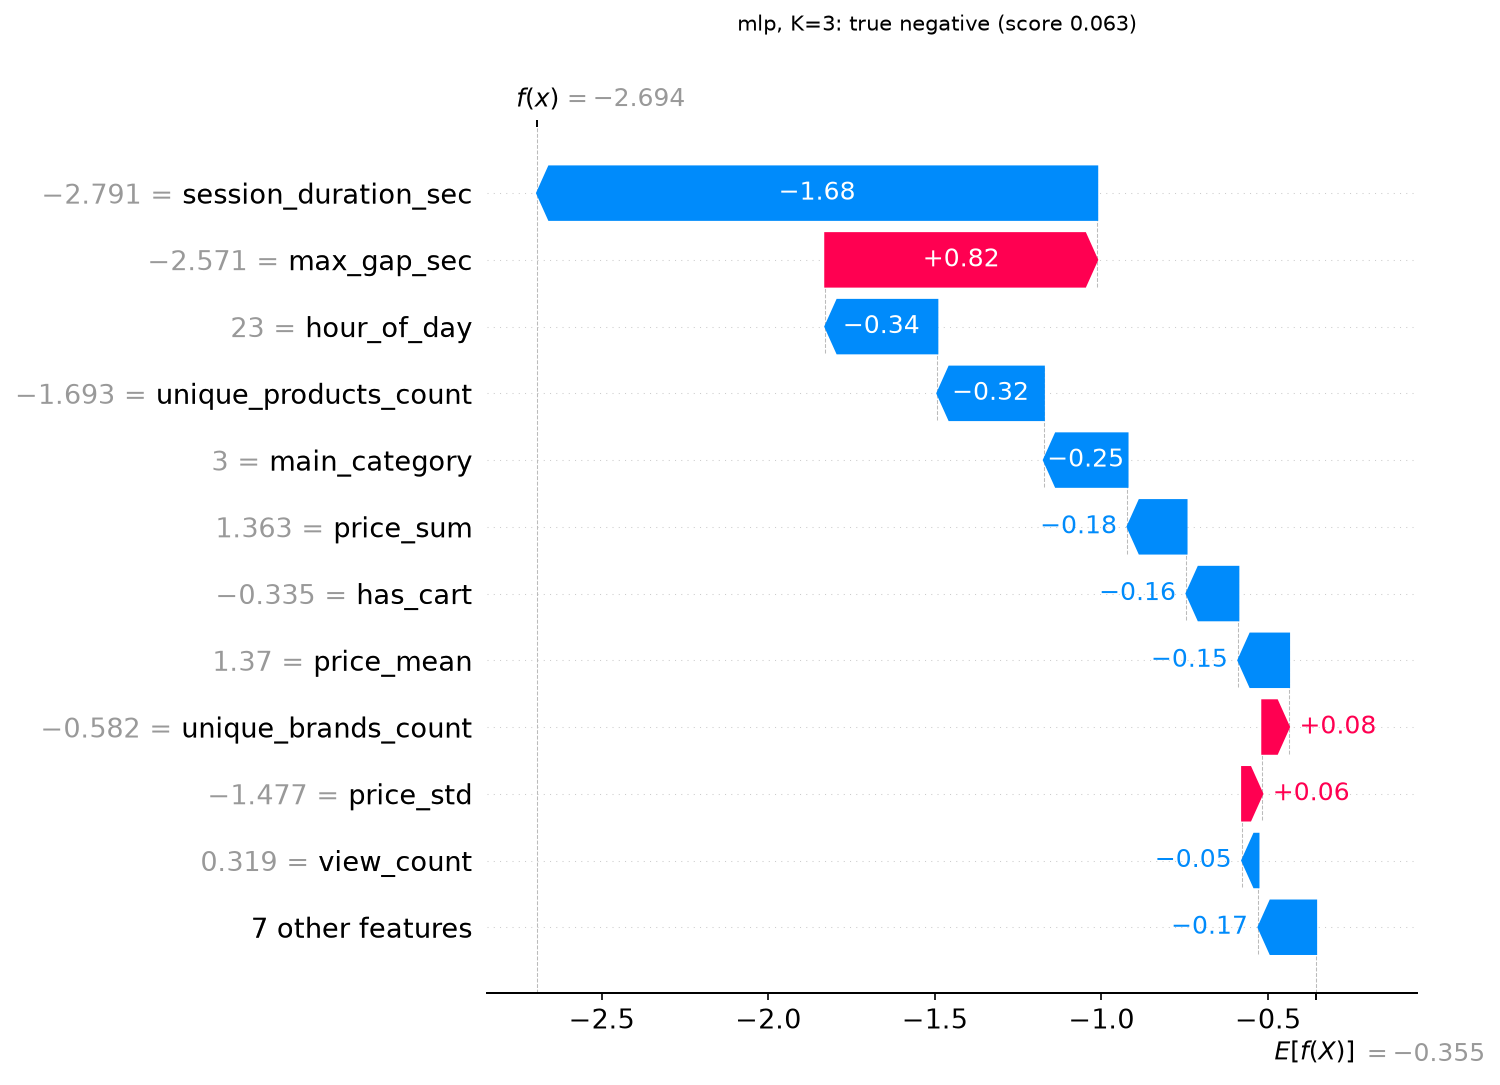 mlp, K=3: true negative (score 0.063)
f(x) = −2.694
−2.791 = session_duration_sec
−1.68
−2.571 = max_gap_sec
+0.82
23 = hour_of_day
−0.34
−1.693 = unique_products_count
−0.32
3 = main_category
−0.25
1.363 = price_sum
−0.18
−0.335 = has_cart
−0.16
1.37 = price_mean
−0.15
−0.582 = unique_brands_count
+0.08
−1.477 = price_std
+0.06
0.319 = view_count
−0.05
7 other features
−0.17
−2.5 −2.0 −1.5 −1.0 −0.5
E[f(X)] = −0.355